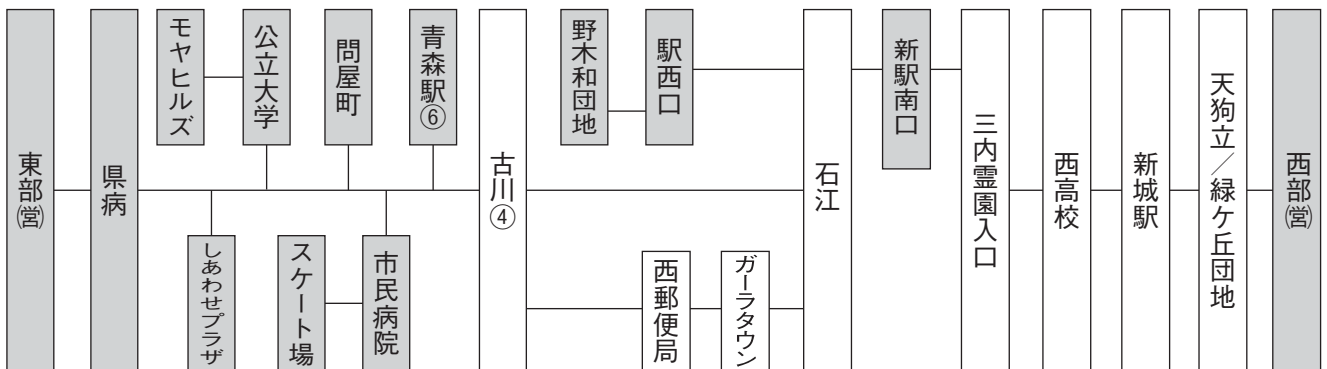 東部(営)
県病
モヤヒルズ
公立大学
問屋町
青森駅⑥
しあわせプラザ
スケート場
市民病院
古川④
野木和団地
駅西口
西郵便局
ガーラタウン
石江
新駅南口
三内霊園入口
西高校
新城駅
天狗立／緑ケ丘団地
西部(営)